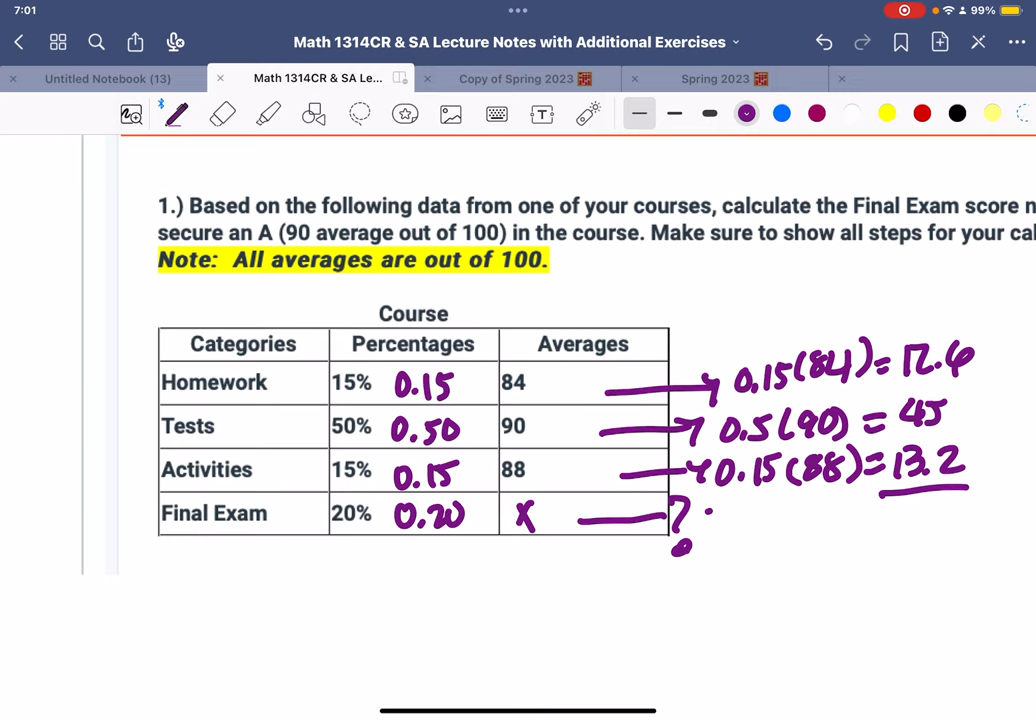 7:01
99%
Math 1314CR & SA Lecture Notes with Additional Exercises
Untitled Notebook (13)
Math 1314CR & SA Le...
Copy of Spring 2023
Spring 2023
1.) Based on the following data from one of your courses, calculate the Final Exam score n
secure an A (90 average out of 100) in the course. Make sure to show all steps for your cal
Note: All averages are out of 100.
Course
Categories Percentages Averages
Homework 15% 0.15 84 0.15(84)=12.6
Tests 50% 0.50 90 0.5(90) = 45
Activities 15% 0.15 88 0.15(88)=13.2
Final Exam 20% 0.20 x ?